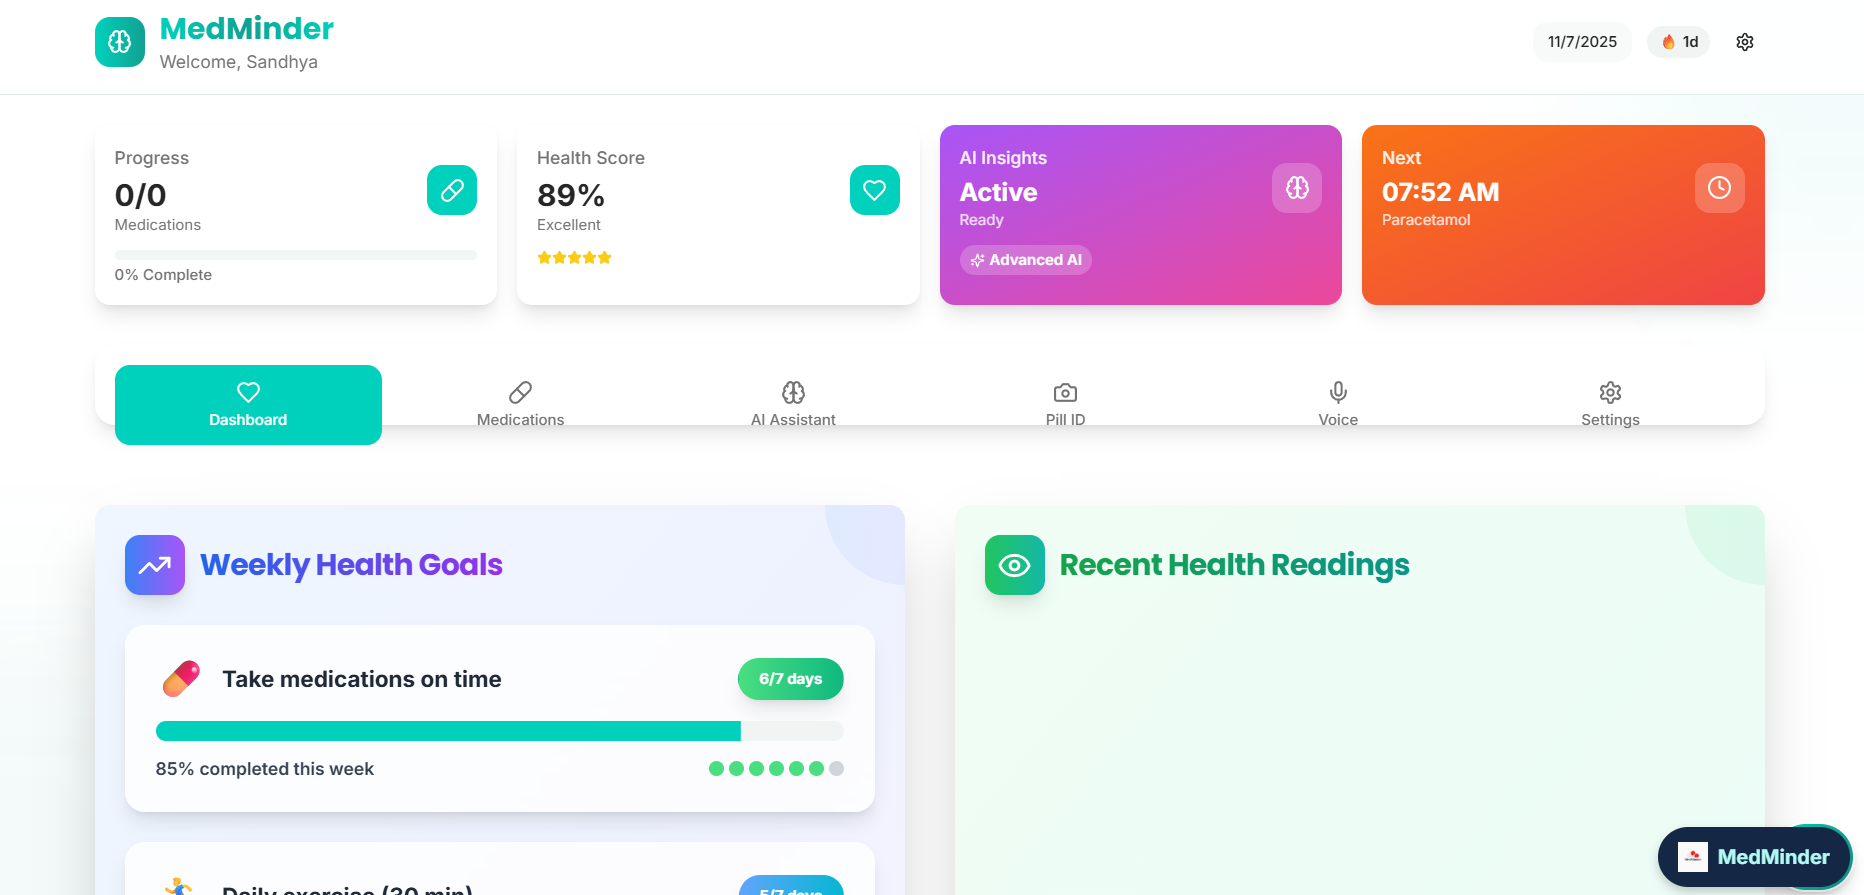 MedMinder
Welcome, Sandhya
11/7/2025
1d
Progress
0/0
Medications
0% Complete
Health Score
89%
Excellent
AI Insights
Active
Ready
Advanced AI
Next
07:52 AM
Paracetamol
Dashboard
Medications
AI Assistant
Pill ID
Voice
Settings
Weekly Health Goals
Take medications on time
6/7 days
85% completed this week
Daily exercise (30 min)
5/7 days
Recent Health Readings
MedMinder